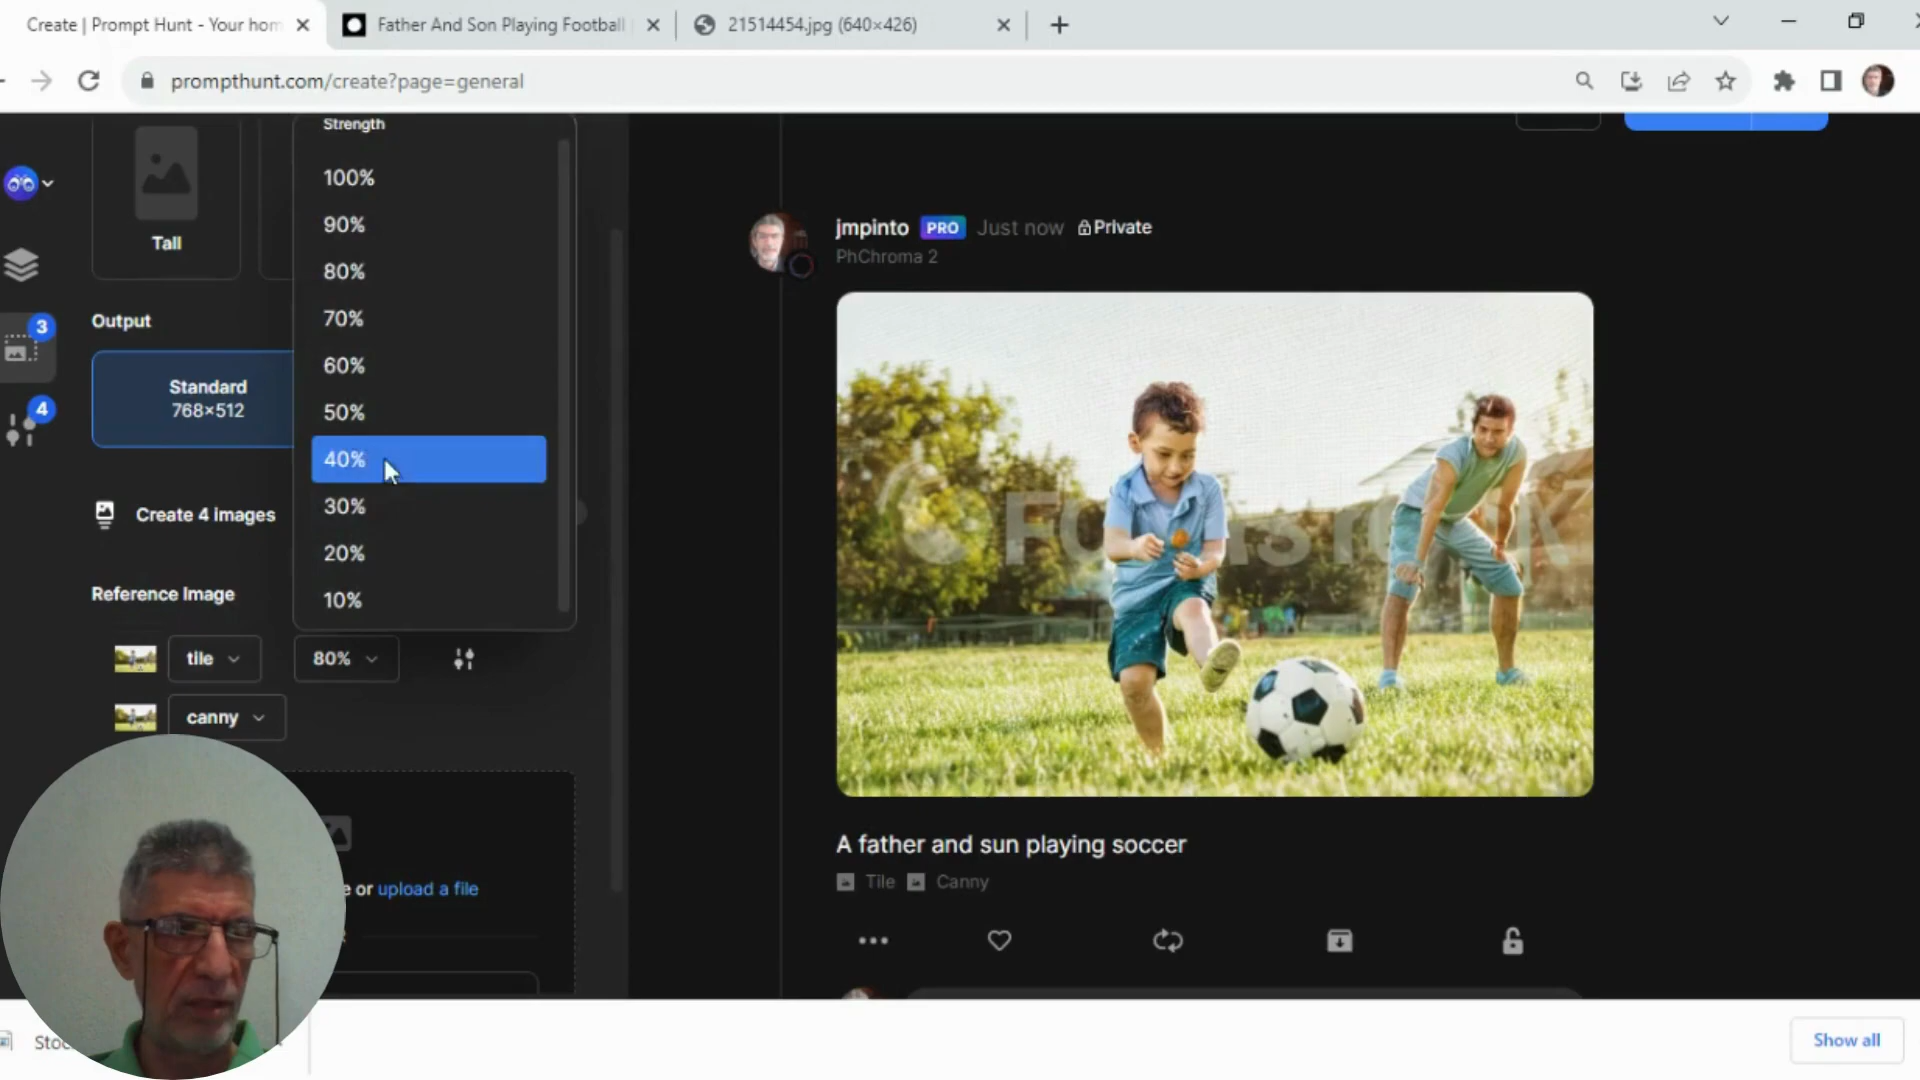 Create | Prompt Hunt - Your hom
Father And Son Playing Football
21514454.jpg (640×426)
prompthunt.com/create?page=general
Strength
100%
90%
80%
70%
60%
50%
40%
30%
20%
10%
Tall
3
4
Output
Standard
768×512
Create 4 images
Reference Image
tile
80%
canny
e or upload a file
jmpinto PRO Just now Private
PhChroma 2
A father and sun playing soccer
Tile Canny
Stoc
Show all